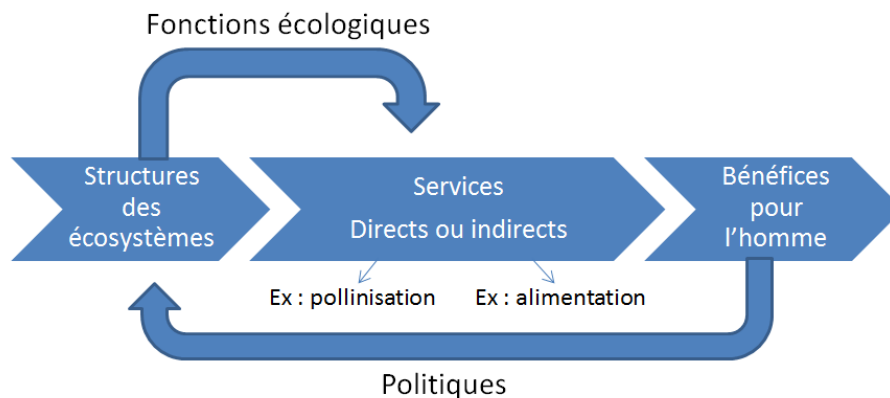 Fonctions écologiques
Structures
des
écosystèmes
Services
Directs ou indirects
Bénéfices
pour
l'homme
Ex : pollinisation
Ex : alimentation
Politiques